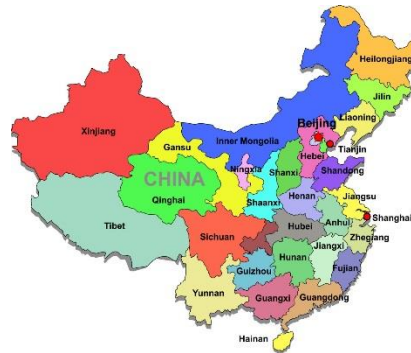 Heilongjiang
Jilin
Liaoning
Xinjiang
Beijing
Inner Mongolia
Gansu
Tianjin
Hebei
Ningxia
Shanxi
Shandong
CHINA
Qinghai
Shaanxi
Henan
Jiangsu
Shanghai
Tibet
Anhui
Sichuan
Hubei
Zhegiang
Jiangxi
Hunan
Guizhou
Fujian
Yunnan
Guangxi
Guangdong
Hainan